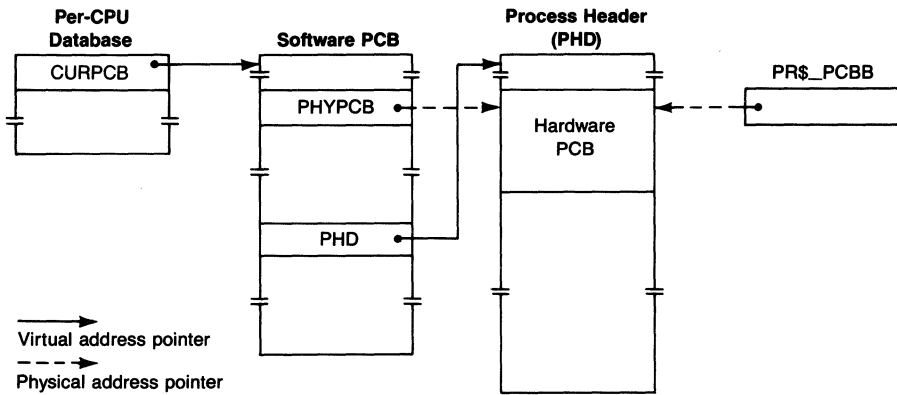 Per-CPU
Database
CURPCB
Software PCB
PHYPCB
PHD
Process Header
(PHD)
Hardware
PCB
PR$__PCBB
Virtual address pointer
Physical address pointer